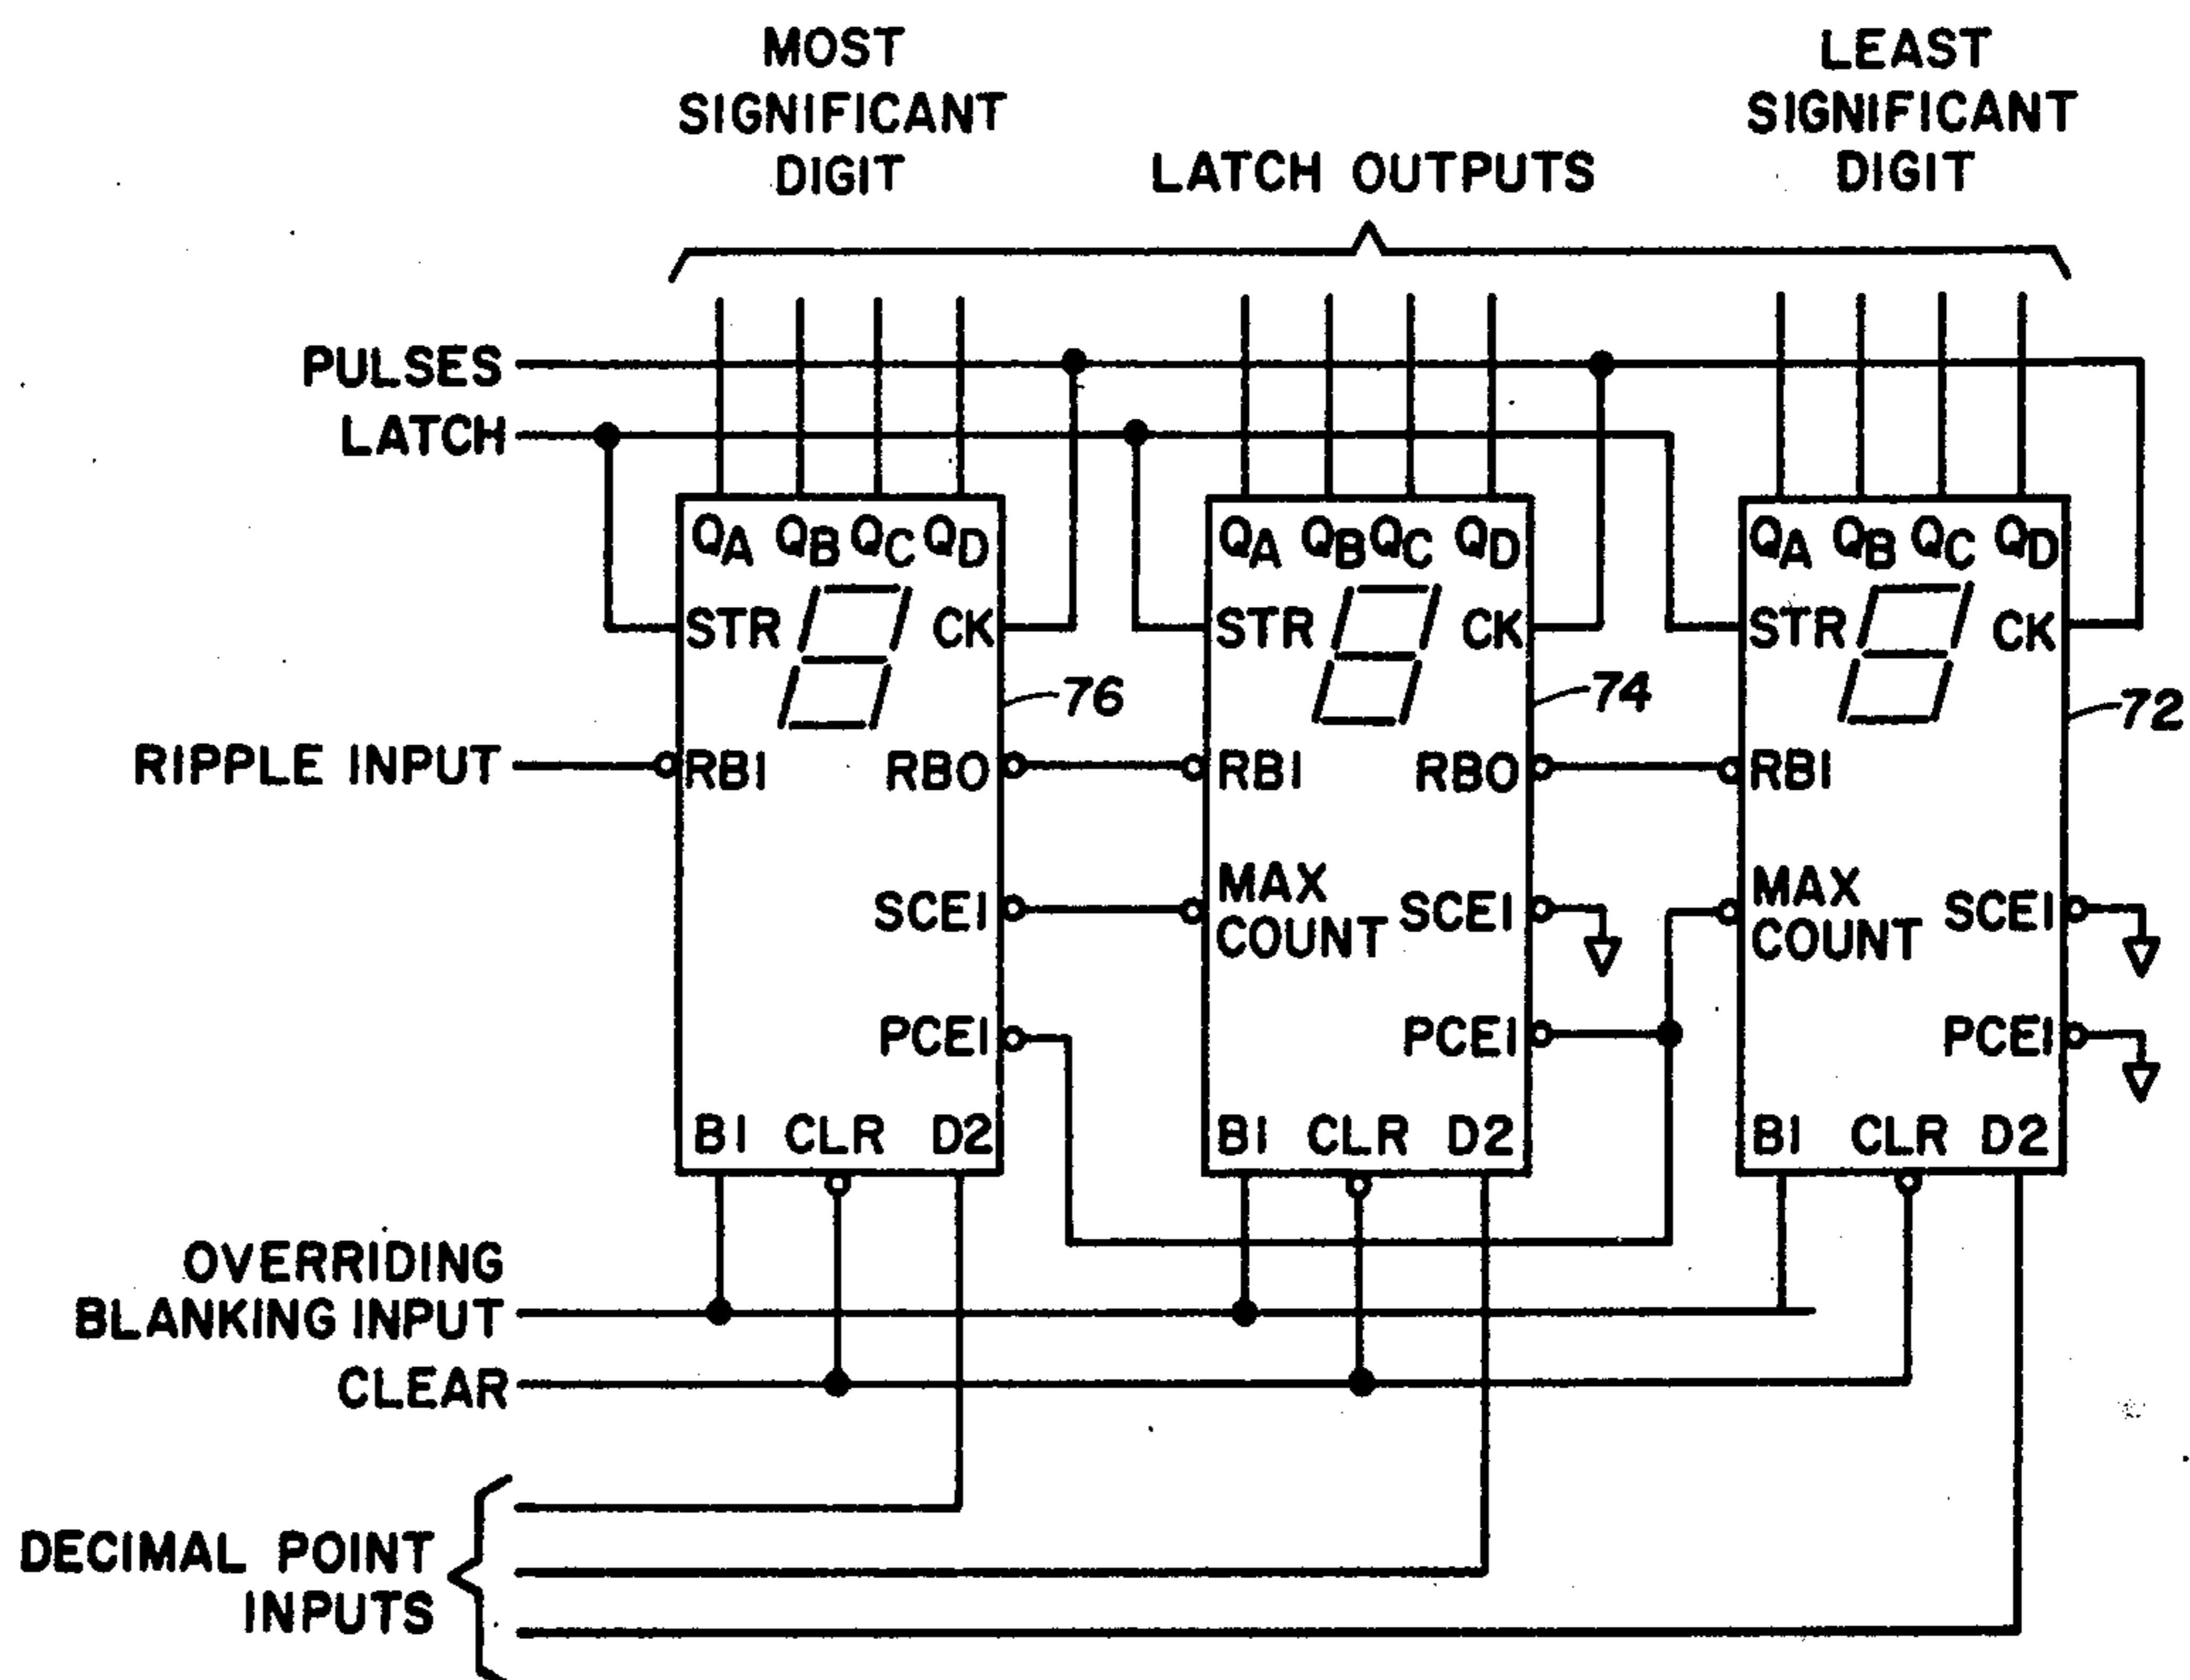 MOST
SIGNIFICANT
DIGIT
LATCH OUTPUTS
LEAST
SIGNIFICANT
DIGIT
PULSES
LATCH
QA QB QC QD
STR CK
76
RIPPLE INPUT
RBI RBO
SCEI
PCEI
BI CLR D2
QA QB QC QD
STR CK
74
RBI RBO
MAX
COUNT SCEI
PCEI
BI CLR D2
QA QB QC QD
STR CK
72
RBI
MAX
COUNT SCEI
PCEI
BI CLR D2
OVERRIDING
BLANKING INPUT
CLEAR
DECIMAL POINT
INPUTS